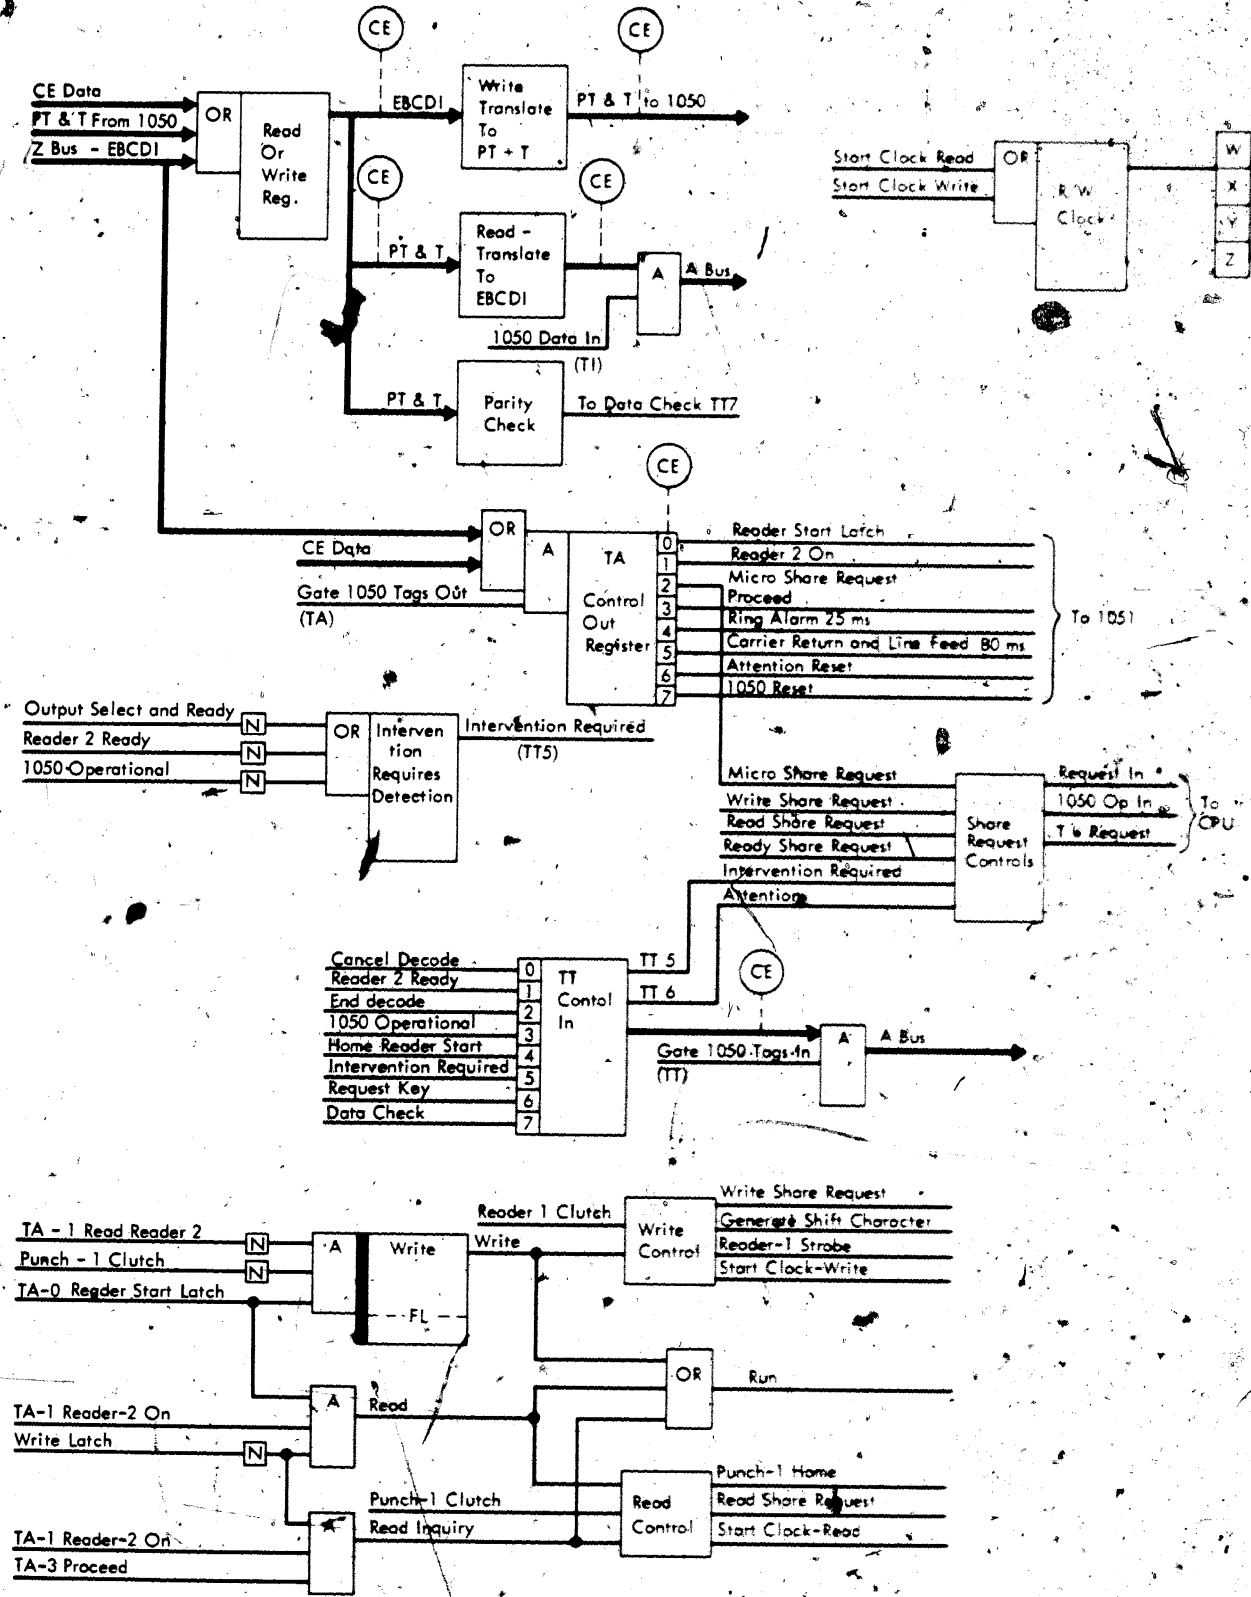 CE
CE
CE Data
PT & T From 1050
Z Bus - EBCDI
OR
Read
Or
Write
Reg.
EBCDI
Write
Translate
To
PT + T
PT & T to 1050
CE
CE
PT & T
Read -
Translate
To
EBCDI
A
A Bus
1050 Data In
(TI)
Start Clock Read
Start Clock Write
OR
R/W
Clock
W
X
Y
Z
PT & T
Parity
Check
To Data Check TT7
CE
OR
CE Data
Gate 1050 Tags Out
(TA)
A
TA
Control
Out
Register
0
1
2
3
4
5
6
7
Reader Start Latch
Reader 2 On
Micro Share Request
Proceed
Ring Alarm 25 ms
Carrier Return and Line Feed 80 ms
Attention Reset
1050 Reset
To 1051
Output Select and Ready
Reader 2 Ready
1050 Operational
N
N
N
OR
Interven
tion
Requires
Detection
Intervention Required
(TT5)
Micro Share Request
Write Share Request
Read Share Request
Ready Share Request
Intervention Required
Attention
Share
Request
Controls
Request In
1050 Op In
Request
To
CPU
Cancel Decode
Reader 2 Ready
End decode
1050 Operational
Home Reader Start
Intervention Required
Request Key
Data Check
0
1
2
3
4
5
6
7
TT
Contol
In
TT 5
TT 6
CE
Gate 1050 Tags In
(TT)
A
A Bus
TA - 1 Read Reader 2
Punch - 1 Clutch
TA-0 Reader Start Latch
N
N
A
Write
FL
Reader 1 Clutch
Write
Write
Control
Write Share Request
Generate Shift Character
Reader-1 Strobe
Start Clock-Write
OR
Run
TA-1 Reader-2 On
Write Latch
N
A
Read
Punch-1 Clutch
Read Inquiry
Read
Control
Punch-1 Home
Read Share Request
Start Clock-Read
TA-1 Reader-2 On
TA-3 Proceed
A